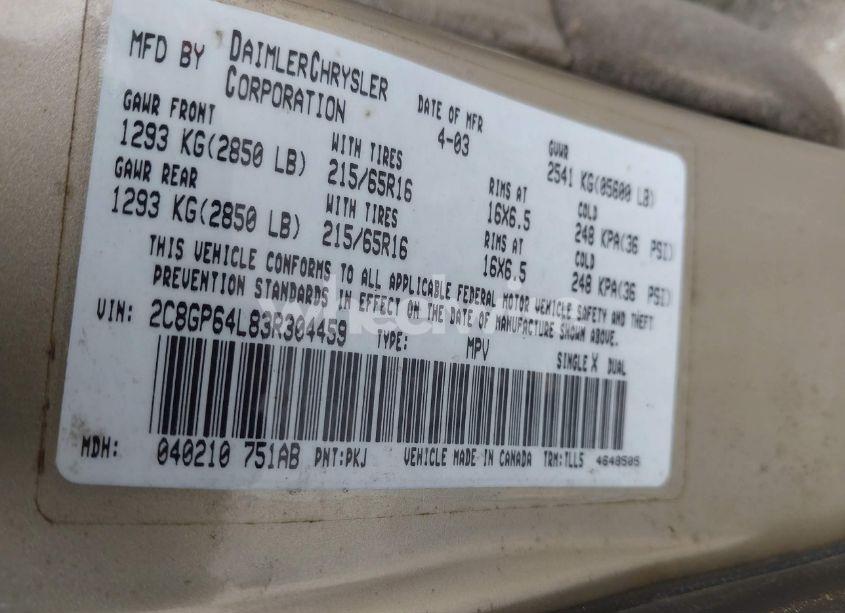 MFD BY DAIMLERCHRYSLER CORPORATION
DATE OF MFR 4-03
GVWR 2541 KG(05600 LB)
GAWR FRONT 1293 KG(2850 LB)
WITH TIRES 215/65R16
RIMS AT 16X6.5
COLD 248 KPA(36 PSI)
GAWR REAR 1293 KG(2850 LB)
WITH TIRES 215/65R16
RIMS AT 16X6.5
COLD 248 KPA(36 PSI)
THIS VEHICLE CONFORMS TO ALL APPLICABLE FEDERAL MOTOR VEHICLE SAFETY AND THEFT
PREVENTION STANDARDS IN EFFECT ON THE DATE OF MANUFACTURE SHOWN ABOVE.
VIN: 2C8GP64L83R304459 TYPE: MPV SINGLE X DUAL
MDH: 040210 751AB PNT:PKJ VEHICLE MADE IN CANADA TRM:TLL5 4648505